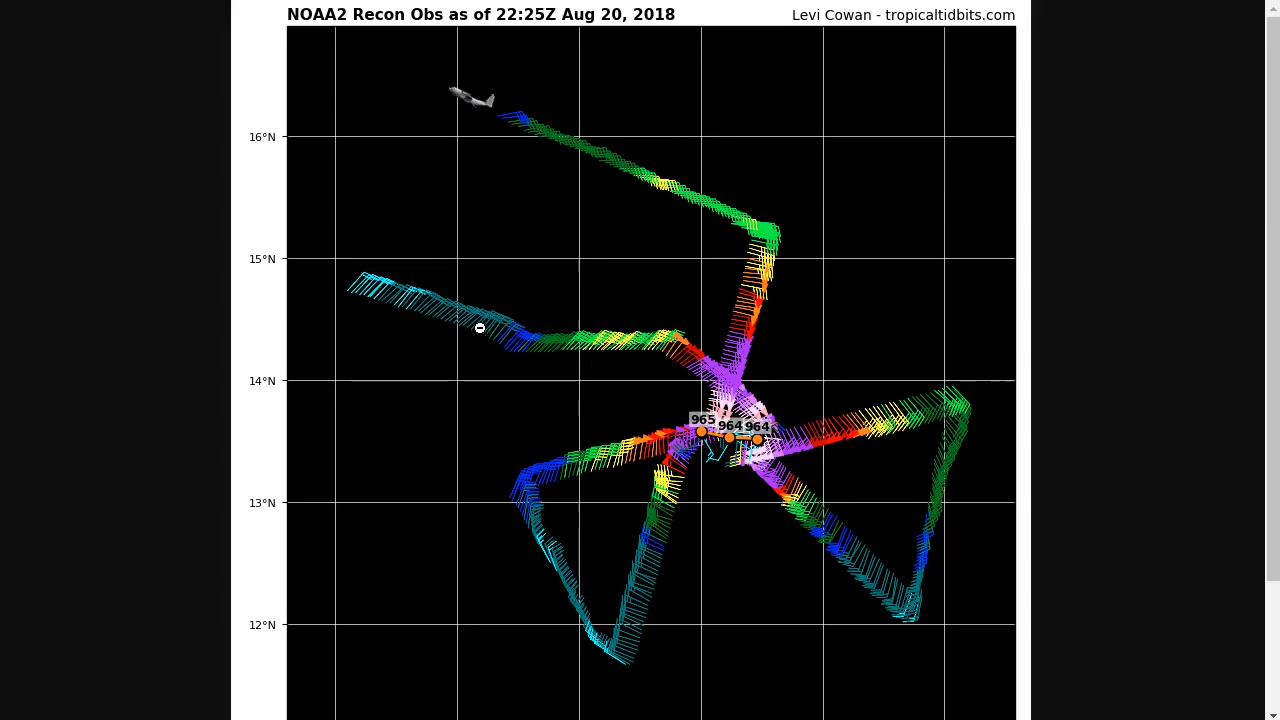 NOAA2 Recon Obs as of 22:25Z Aug 20, 2018
Levi Cowan - tropicaltidbits.com
16°N
15°N
14°N
965
964
964
13°N
12°N